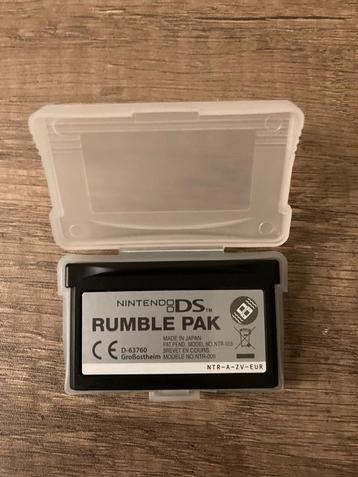 NINTENDO DS™
RUMBLE PAK
CE D-63760 Großostheim
MADE IN JAPAN
PAT. PEND. MODEL NO. NTR-008
BREVET EN COURS
MODELE NO. NTR-008
NTR-A-ZV-EUR